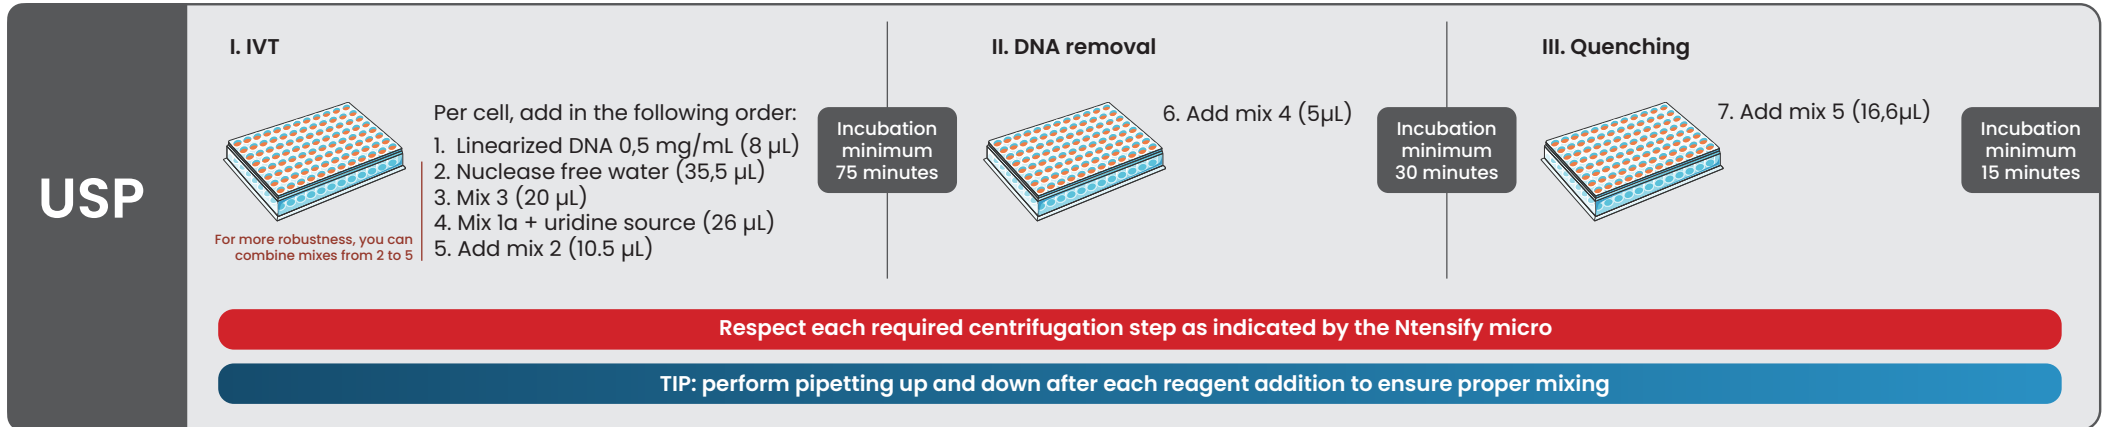 USP
I. IVT
Per cell, add in the following order:
1. Linearized DNA 0,5 mg/mL (8 µL)
2. Nuclease free water (35,5 µL)
3. Mix 3 (20 µL)
4. Mix 1a + uridine source (26 µL)
5. Add mix 2 (10.5 µL)
For more robustness, you can
combine mixes from 2 to 5
Incubation
minimum
75 minutes
II. DNA removal
6. Add mix 4 (5µL)
Incubation
minimum
30 minutes
III. Quenching
7. Add mix 5 (16,6µL)
Incubation
minimum
15 minutes
Respect each required centrifugation step as indicated by the Ntensify micro
TIP: perform pipetting up and down after each reagent addition to ensure proper mixing